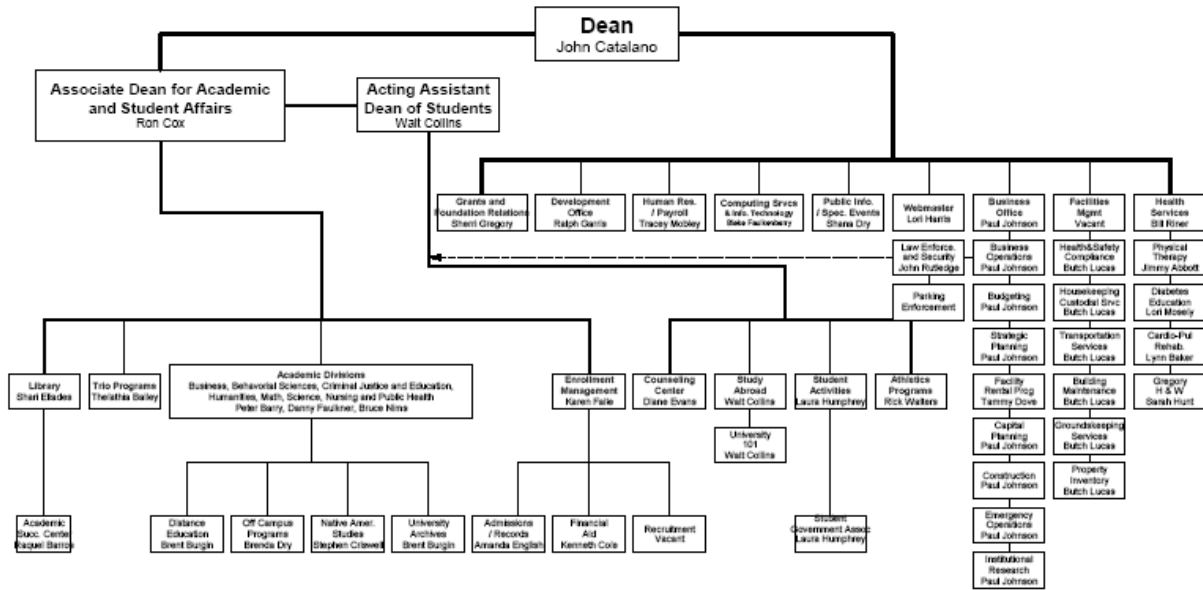 Dean
John Catalano
Associate Dean for Academic
and Student Affairs
Ron Cox
Acting Assistant
Dean of Students
Walt Collins
Grants and
Foundation Relations
Sherri Gregory
Development
Office
Ralph Garris
Human Res.
/ Payroll
Tracey Mobley
Computing Srvcs
& Info. Technology
Blake Faulkenberry
Public Info.
/ Spec. Events
Shana Dry
Webmaster
Lori Harris
Business
Office
Paul Johnson
Facilities
Mgmt
Vacant
Health
Services
Bill Riner
Law Enforce.
and Security
John Rutledge
Business
Operations
Paul Johnson
Health&Safety
Compliance
Butch Lucas
Physical
Therapy
Jimmy Abbott
Parking
Enforcement
Budgeting
Paul Johnson
Housekeeping
Custodial Srvc
Butch Lucas
Diabetes
Education
Lori Mosely
Strategic
Planning
Paul Johnson
Transportation
Services
Butch Lucas
Cardio-Pul
Rehab.
Lynn Baker
Library
Shari Eliades
Trio Programs
Thelathia Bailey
Academic Divisions
Business, Behavorial Sciences, Criminal Justice and Education,
Humanities, Math, Science, Nursing and Public Health
Peter Barry, Danny Faulkner, Bruce Nims
Enrollment
Management
Karen Faile
Counseling
Center
Diane Evans
Study
Abroad
Walt Collins
Student
Activities
Laura Humphrey
Athletics
Programs
Rick Walters
Facility
Rental Prog
Tammy Dove
Building
Maintenance
Butch Lucas
Gregory
H & W
Sarah Hunt
University
101
Walt Collins
Capital
Planning
Paul Johnson
Groundskeeping
Services
Butch Lucas
Construction
Paul Johnson
Property
Inventory
Butch Lucas
Academic
Succ. Center
Raquel Barros
Distance
Education
Brent Burgin
Off Campus
Programs
Brenda Dry
Native Amer.
Studies
Stephen Criswell
University
Archives
Brent Burgin
Admissions
/ Records
Amanda English
Financial
Aid
Kenneth Cole
Recruitment
Vacant
Student
Government Assoc
Laura Humphrey
Emergency
Operations
Paul Johnson
Institutional
Research
Paul Johnson